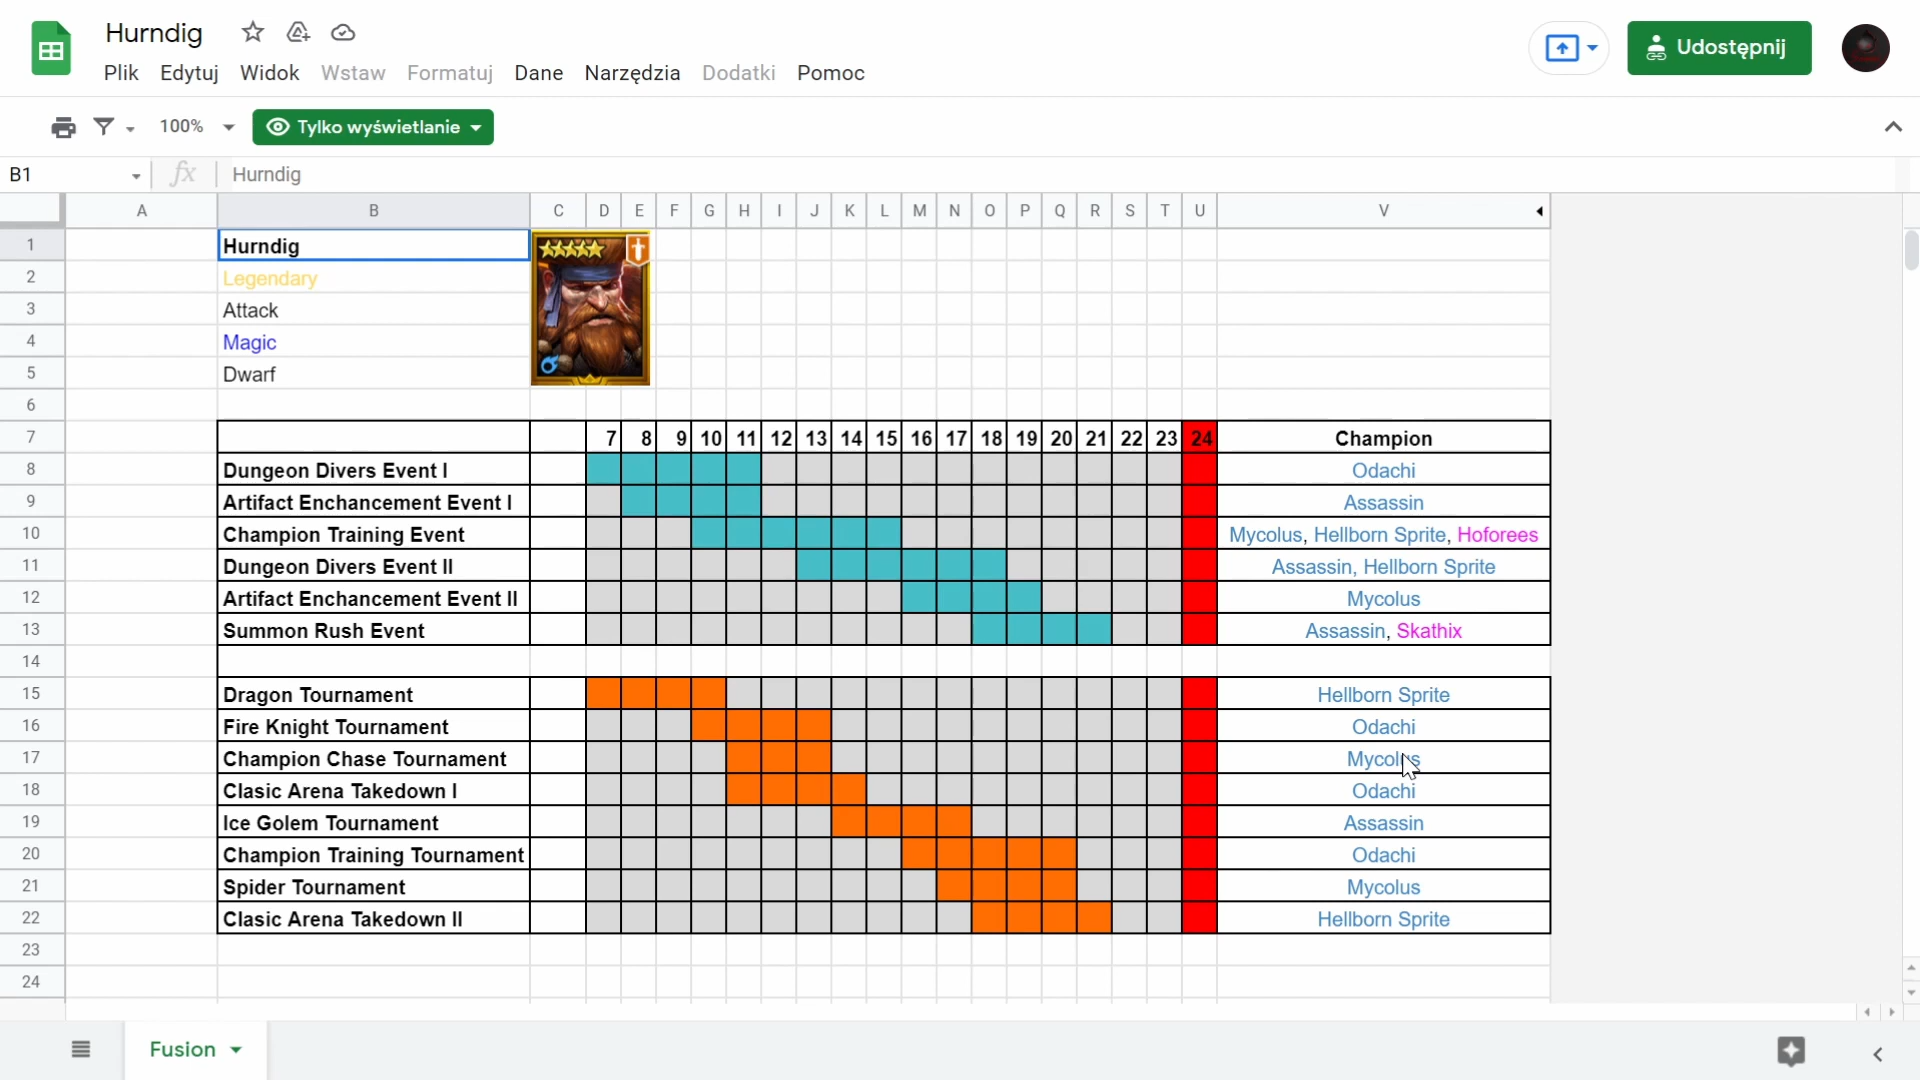 Hurndig
Plik Edytuj Widok Wstaw Formatuj Dane Narzędzia Dodatki Pomoc
Udostępnij
100% Tylko wyświetlanie
B1 fx Hurndig
A B C D E F G H I J K L M N O P Q R S T U V
1 Hurndig
2 Legendary
3 Attack
4 Magic
5 Dwarf
6
7 7 8 9 10 11 12 13 14 15 16 17 18 19 20 21 22 23 24 Champion
8 Dungeon Divers Event I Odachi
9 Artifact Enchancement Event I Assassin
10 Champion Training Event Mycolus, Hellborn Sprite, Hoforees
11 Dungeon Divers Event II Assassin, Hellborn Sprite
12 Artifact Enchancement Event II Mycolus
13 Summon Rush Event Assassin, Skathix
14
15 Dragon Tournament Hellborn Sprite
16 Fire Knight Tournament Odachi
17 Champion Chase Tournament Mycolus
18 Clasic Arena Takedown I Odachi
19 Ice Golem Tournament Assassin
20 Champion Training Tournament Odachi
21 Spider Tournament Mycolus
22 Clasic Arena Takedown II Hellborn Sprite
23
24
Fusion